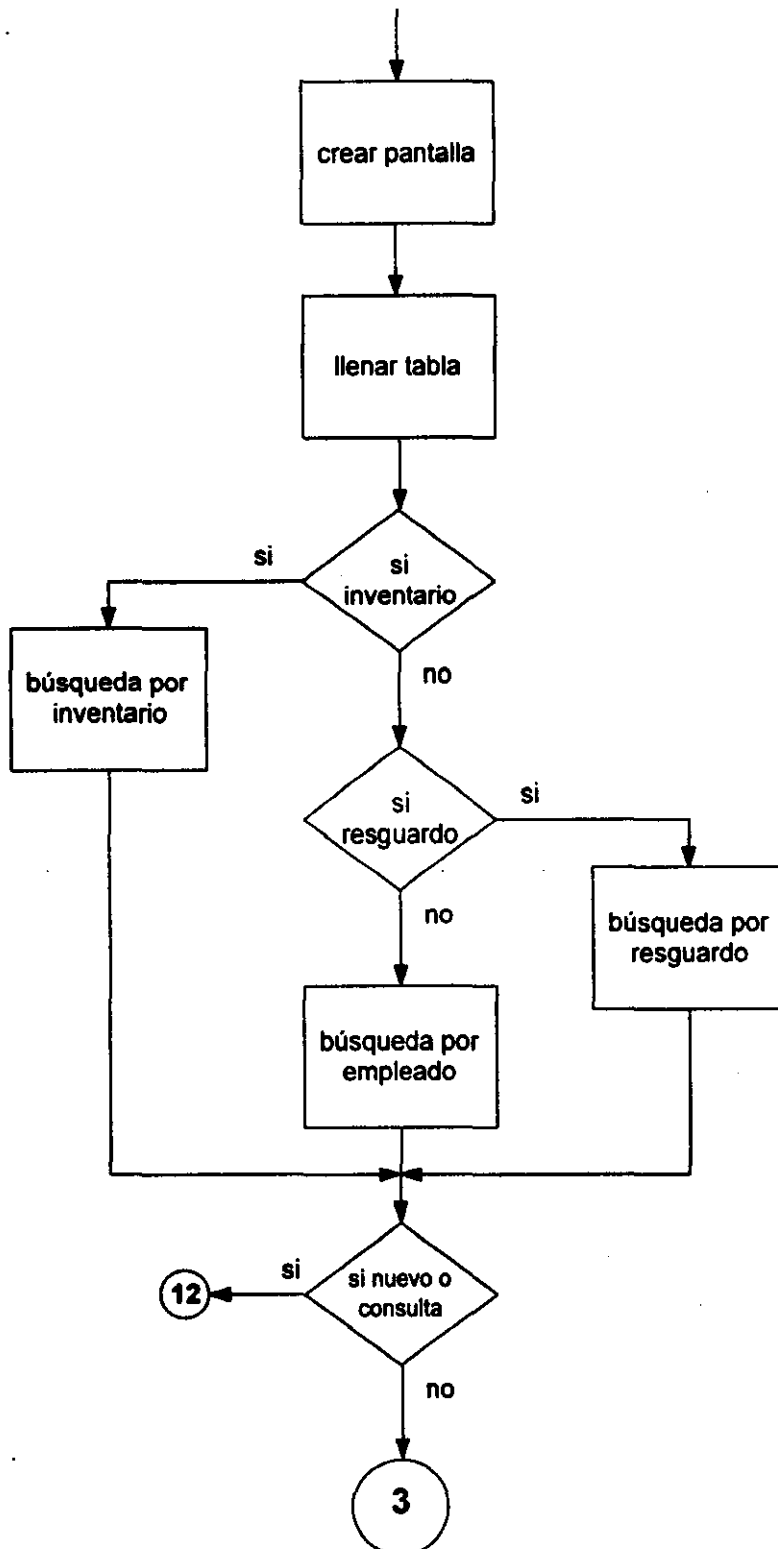 crear pantalla
llenar tabla
si
si
inventario
búsqueda por
inventario
no
si
resguardo
si
búsqueda por
resguardo
no
búsqueda por
empleado
si nuevo o
consulta
si
12
no
3